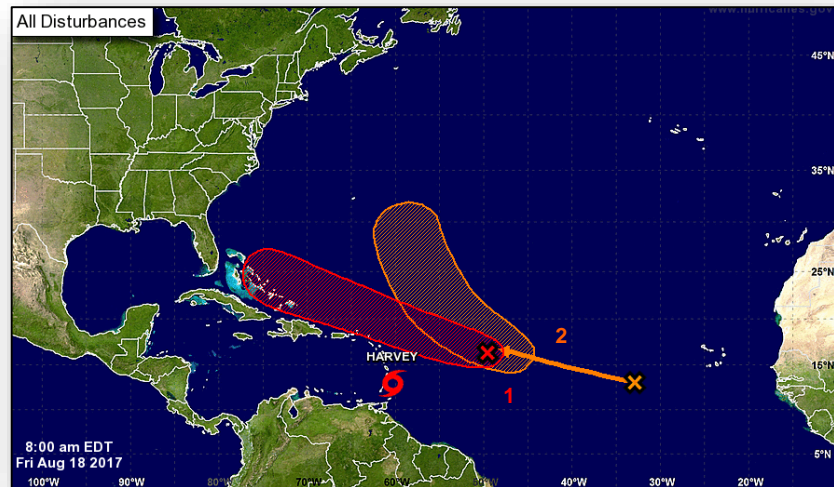 All Disturbances
www.hurricanes.gov
45°N
35°N
25°N
2
HARVEY
15°N
1
8:00 am EDT
Fri Aug 18 2017
5°N
100°W
90°W
80°W
70°W
60°W
50°W
40°W
30°W
20°W